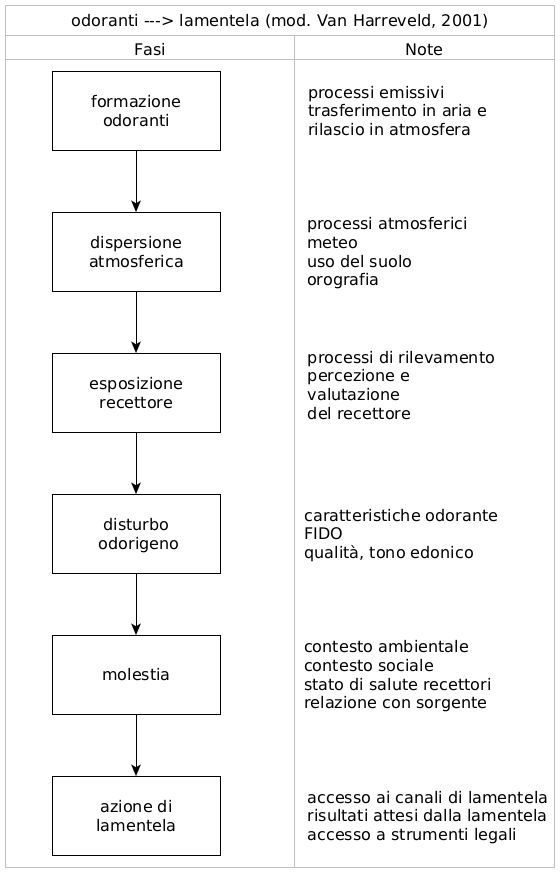 odoranti ---> lamentela (mod. Van Harreveld, 2001)
Fasi
Note
formazione
odoranti
processi emissivi
trasferimento in aria e
rilascio in atmosfera
dispersione
atmosferica
processi atmosferici
meteo
uso del suolo
orografia
esposizione
recettore
processi di rilevamento
percezione e
valutazione
del recettore
disturbo
odorigeno
caratteristiche odorante
FIDO
qualità, tono edonico
molestia
contesto ambientale
contesto sociale
stato di salute recettori
relazione con sorgente
azione di
lamentela
accesso ai canali di lamentela
risultati attesi dalla lamentela
accesso a strumenti legali